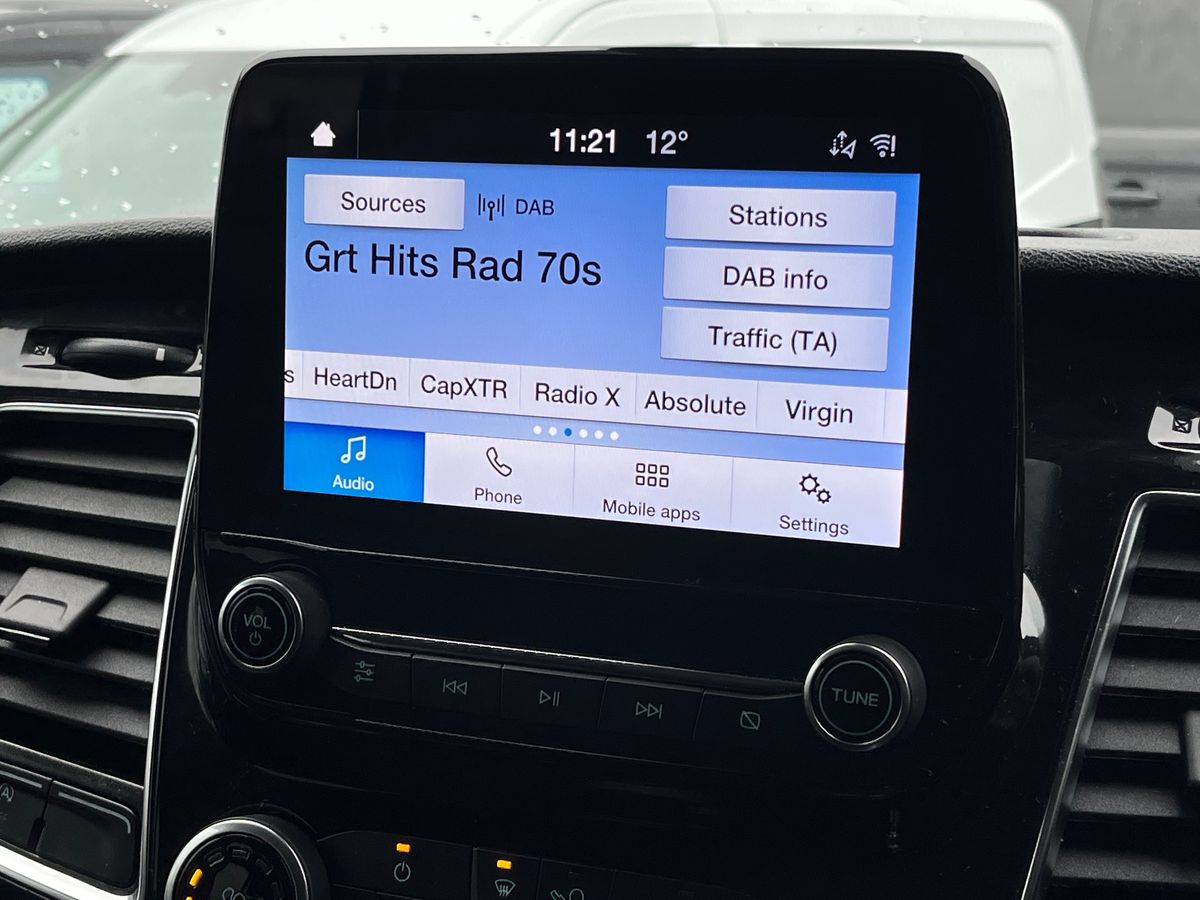 11:21 12°
Sources DAB
Stations
Grt Hits Rad 70s
DAB info
Traffic (TA)
s HeartDn CapXTR Radio X Absolute Virgin
Audio Phone Mobile apps Settings
VOL
TUNE